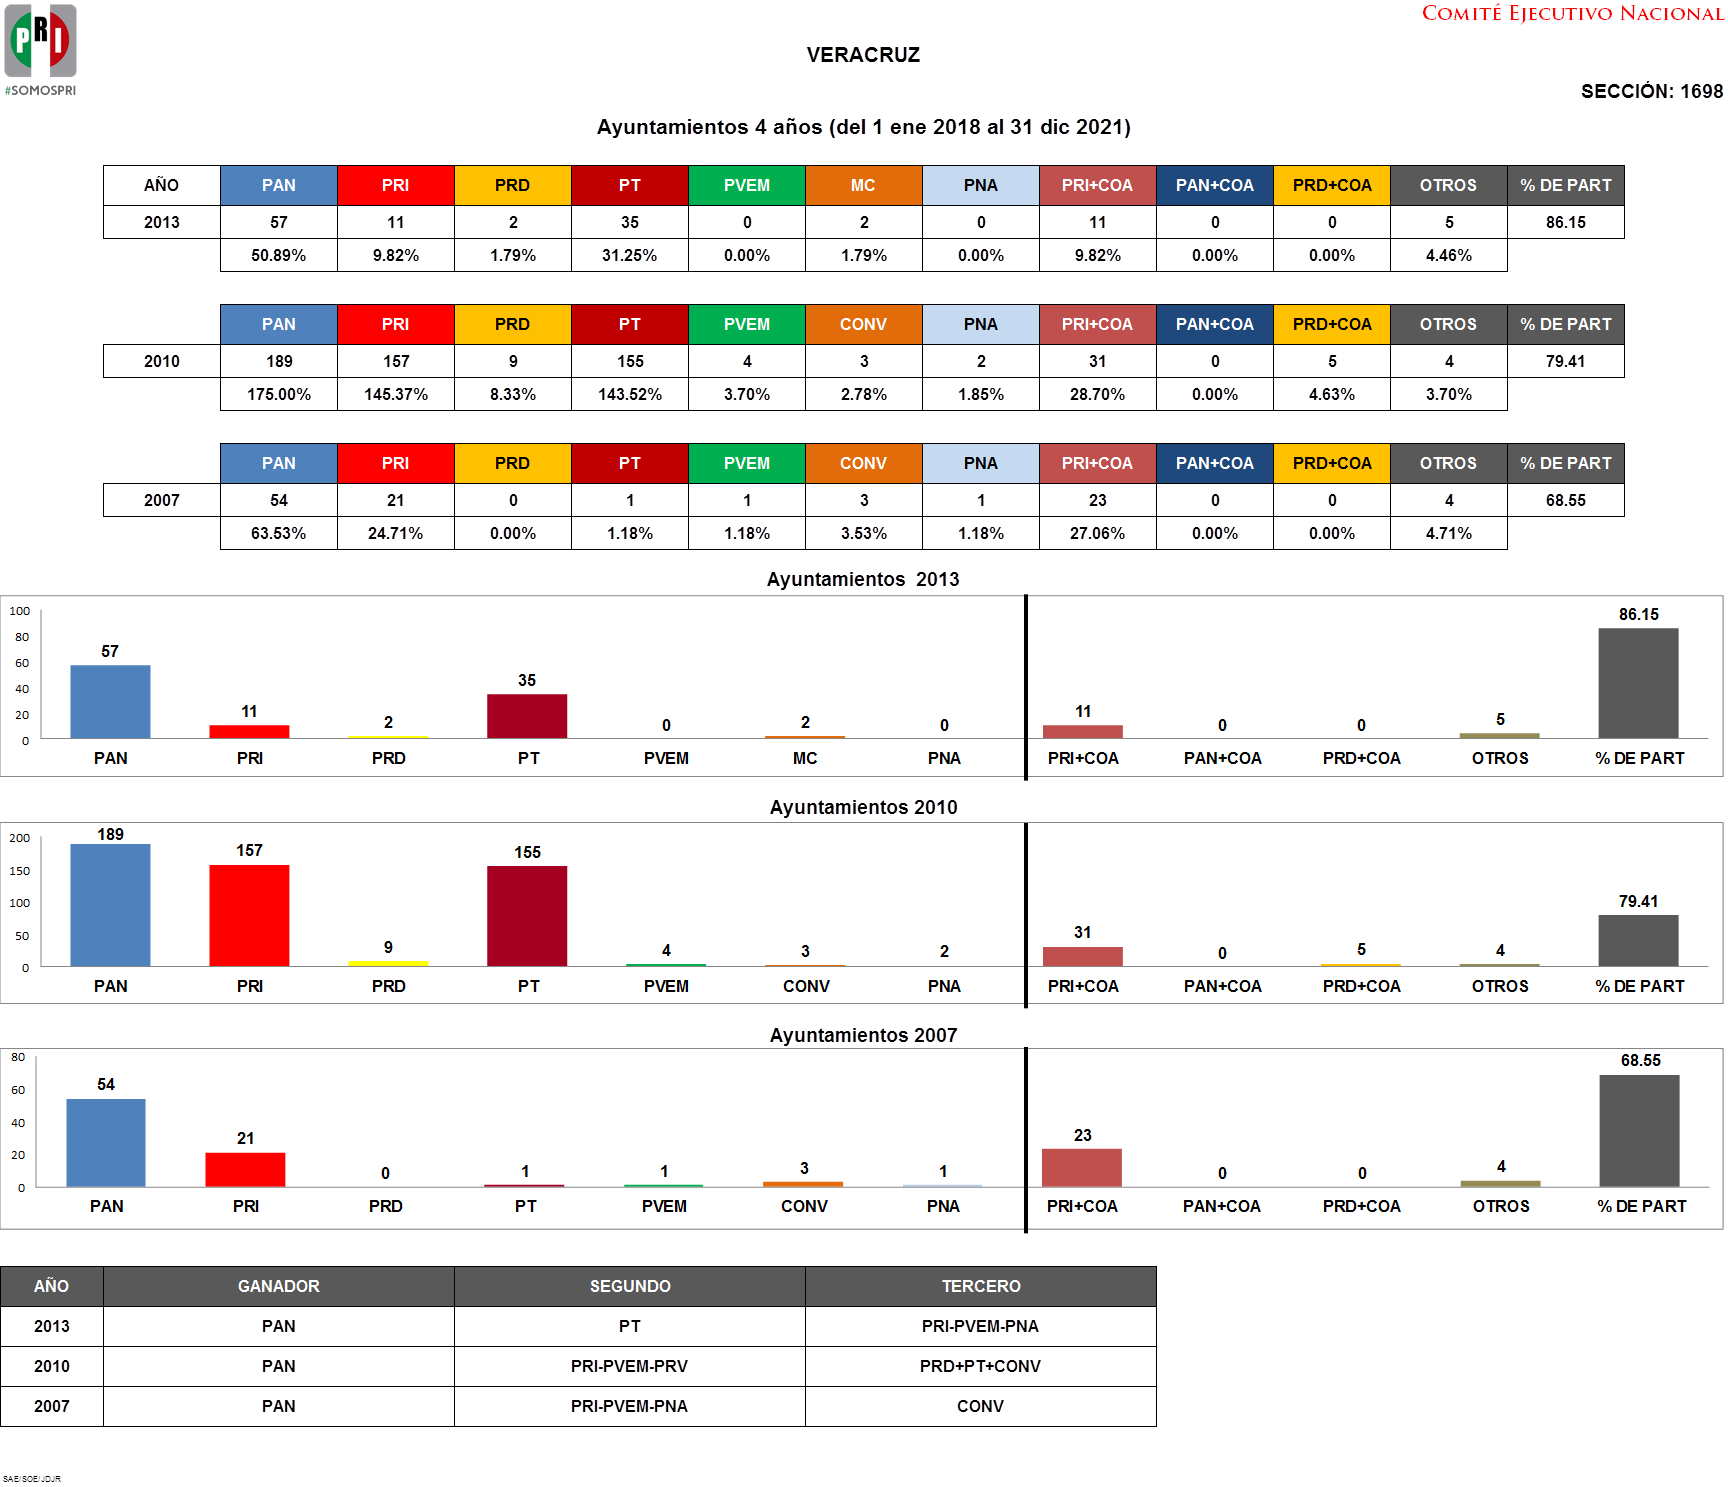 COMITÉ EJECUTIVO NACIONAL
PRI
#SOMOSPRI
VERACRUZ
SECCIÓN: 1698
Ayuntamientos 4 años (del 1 ene 2018 al 31 dic 2021)
AÑO PAN PRI PRD PT PVEM MC PNA PRI+COA PAN+COA PRD+COA OTROS % DE PART
2013 57 11 2 35 0 2 0 11 0 0 5 86.15
50.89% 9.82% 1.79% 31.25% 0.00% 1.79% 0.00% 9.82% 0.00% 0.00% 4.46%
PAN PRI PRD PT PVEM CONV PNA PRI+COA PAN+COA PRD+COA OTROS % DE PART
2010 189 157 9 155 4 3 2 31 0 5 4 79.41
175.00% 145.37% 8.33% 143.52% 3.70% 2.78% 1.85% 28.70% 0.00% 4.63% 3.70%
PAN PRI PRD PT PVEM CONV PNA PRI+COA PAN+COA PRD+COA OTROS % DE PART
2007 54 21 0 1 1 3 1 23 0 0 4 68.55
63.53% 24.71% 0.00% 1.18% 1.18% 3.53% 1.18% 27.06% 0.00% 0.00% 4.71%
Ayuntamientos 2013
100
80
60
40
20
0
57 11 2 35 0 2 0 11 0 0 5 86.15
PAN PRI PRD PT PVEM MC PNA PRI+COA PAN+COA PRD+COA OTROS % DE PART
Ayuntamientos 2010
200
150
100
50
0
189 157 9 155 4 3 2 31 0 5 4 79.41
PAN PRI PRD PT PVEM CONV PNA PRI+COA PAN+COA PRD+COA OTROS % DE PART
Ayuntamientos 2007
80
60
40
20
0
54 21 0 1 1 3 1 23 0 0 4 68.55
PAN PRI PRD PT PVEM CONV PNA PRI+COA PAN+COA PRD+COA OTROS % DE PART
AÑO GANADOR SEGUNDO TERCERO
2013 PAN PT PRI-PVEM-PNA
2010 PAN PRI-PVEM-PRV PRD+PT+CONV
2007 PAN PRI-PVEM-PNA CONV
SAE/SOE/JDJR